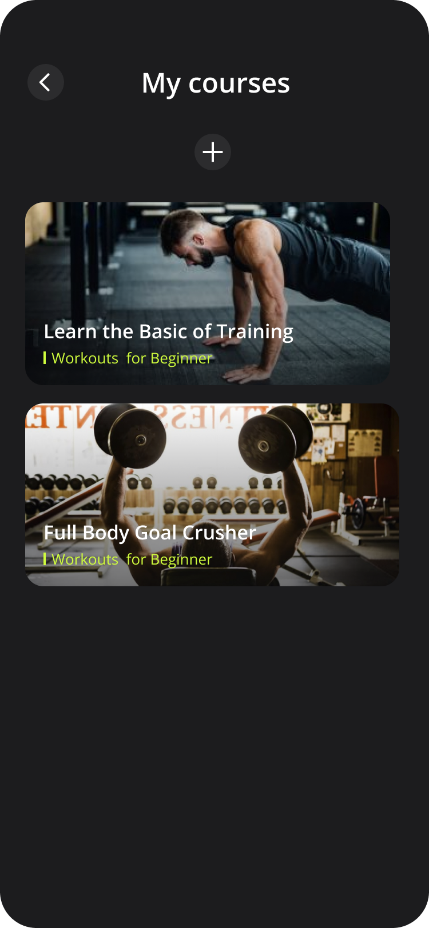 My courses
Learn the Basic of Training
Workouts for Beginner
Full Body Goal Crusher
Workouts for Beginner